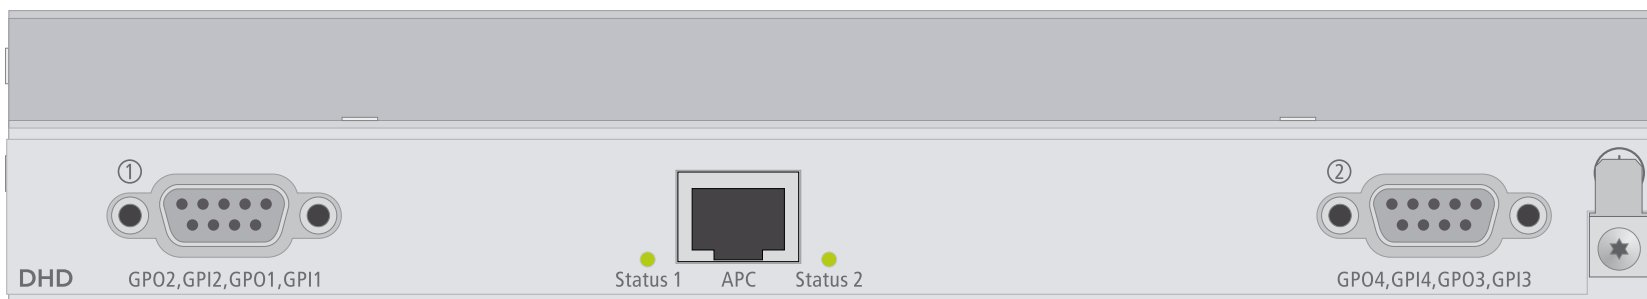 ①
②
DHD
GPO2,GPI2,GPO1,GPI1
Status 1
APC
Status 2
GPO4,GPI4,GPO3,GPI3